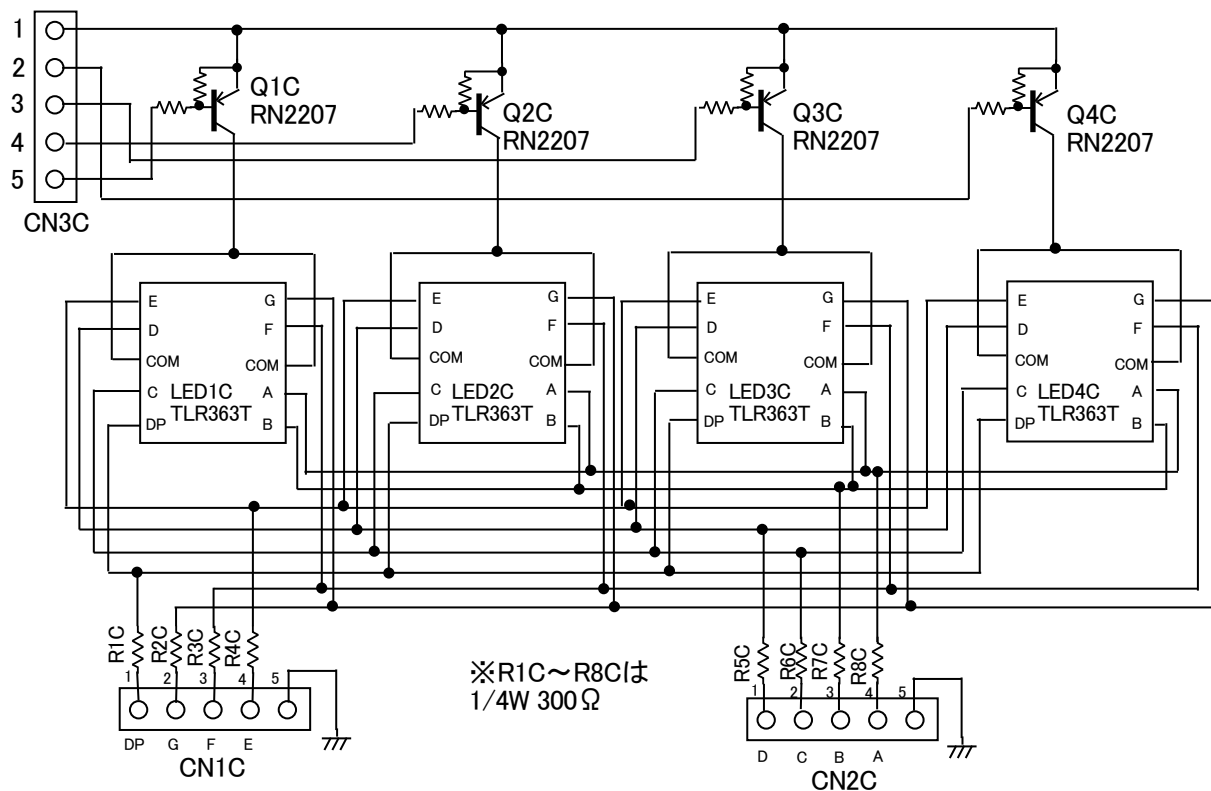 1
2
3
4
5
CN3C
Q1C
RN2207
Q2C
RN2207
Q3C
RN2207
Q4C
RN2207
E
D
COM
C
DP
G
F
COM
A
B
LED1C
TLR363T
E
D
COM
C
DP
G
F
COM
A
B
LED2C
TLR363T
E
D
COM
C
DP
G
F
COM
A
B
LED3C
TLR363T
E
D
COM
C
DP
G
F
COM
A
B
LED4C
TLR363T
R1C
R2C
R3C
R4C
1 2 3 4 5
DP G F E
CN1C
※R1C～R8Cは
1/4W 300Ω
R5C
R6C
R7C
R8C
1 2 3 4 5
D C B A
CN2C